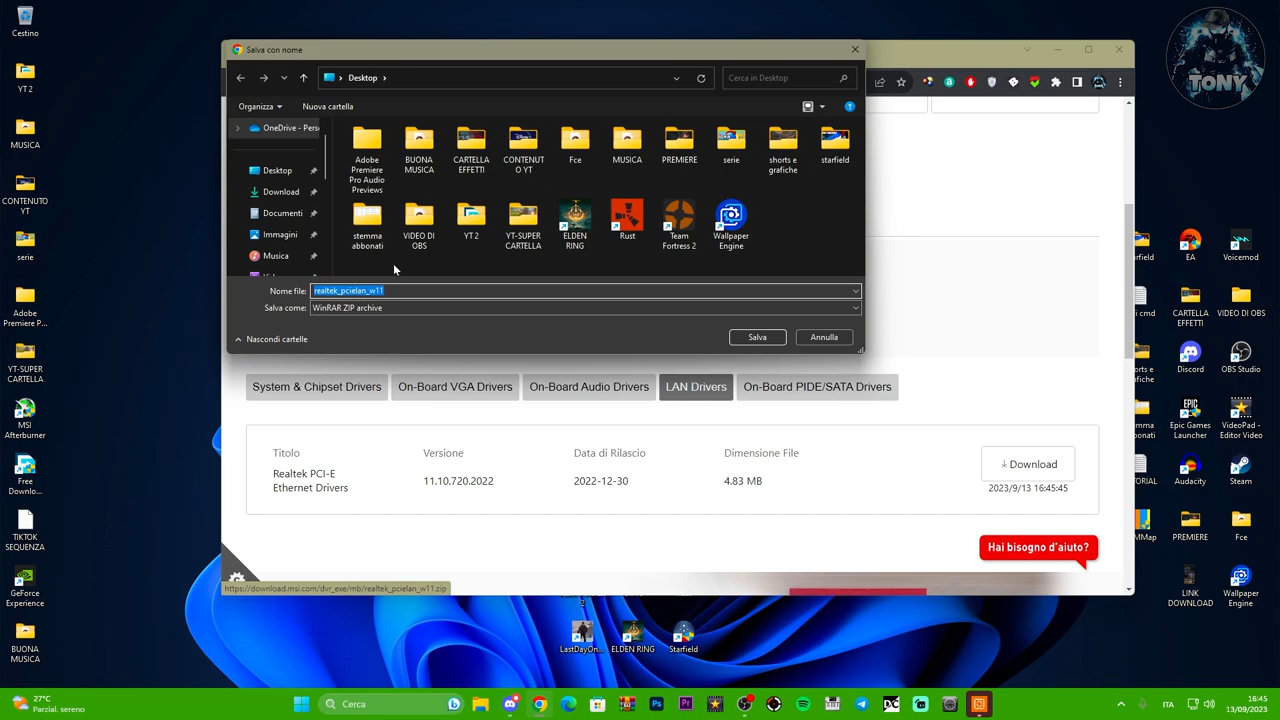 Cestino
YT 2
MUSICA
CONTENUTO
YT
serie
Adobe
Premiere P...
YT-SUPER
CARTELLA
MSI
Afterburner
Free
Downlo...
TIKTOK
SEQUENZA
GeForce
Experience
BUONA
MUSICA
Salva con nome
Desktop
Cerca in Desktop
Organizza
Nuova cartella
OneDrive - Pers
Desktop
Download
Documenti
Immagini
Musica
Adobe
Premiere
Pro Audio
Previews
BUONA
MUSICA
CARTELLA
EFFETTI
CONTENUT
O YT
Fce
MUSICA
PREMIERE
serie
shorts e
grafiche
starfield
stemma
abbonati
VIDEO DI
OBS
YT 2
YT-SUPER
CARTELLA
ELDEN
RING
Rust
Team
Fortress 2
Wallpaper
Engine
Nome file: realtek_pcielan_w11
Salva come: WinRAR ZIP archive
Nascondi cartelle
Salva
Annulla
System & Chipset Drivers
On-Board VGA Drivers
On-Board Audio Drivers
LAN Drivers
On-Board PIDE/SATA Drivers
Titolo
Versione
Data di Rilascio
Dimensione File
Realtek PCI-E
Ethernet Drivers
11.10.720.2022
2022-12-30
4.83 MB
Download
2023/9/13 16:45:45
Hai bisogno d'aiuto?
https://download.msi.com/dvr_exe/mb/realtek_pcielan_w11.zip
TONY
EA
Voicemod
CARTELLA
EFFETTI
VIDEO DI
OBS
Discord
OBS Studio
Epic Games
Launcher
VideoPad -
Editor Video
Audacity
Steam
PREMIERE
Fce
LINK
DOWNLOAD
Wallpaper
Engine
LastDayOn...
ELDEN RING
Starfield
27°C
Parzial. sereno
Cerca
ITA
16:45
13/09/2023